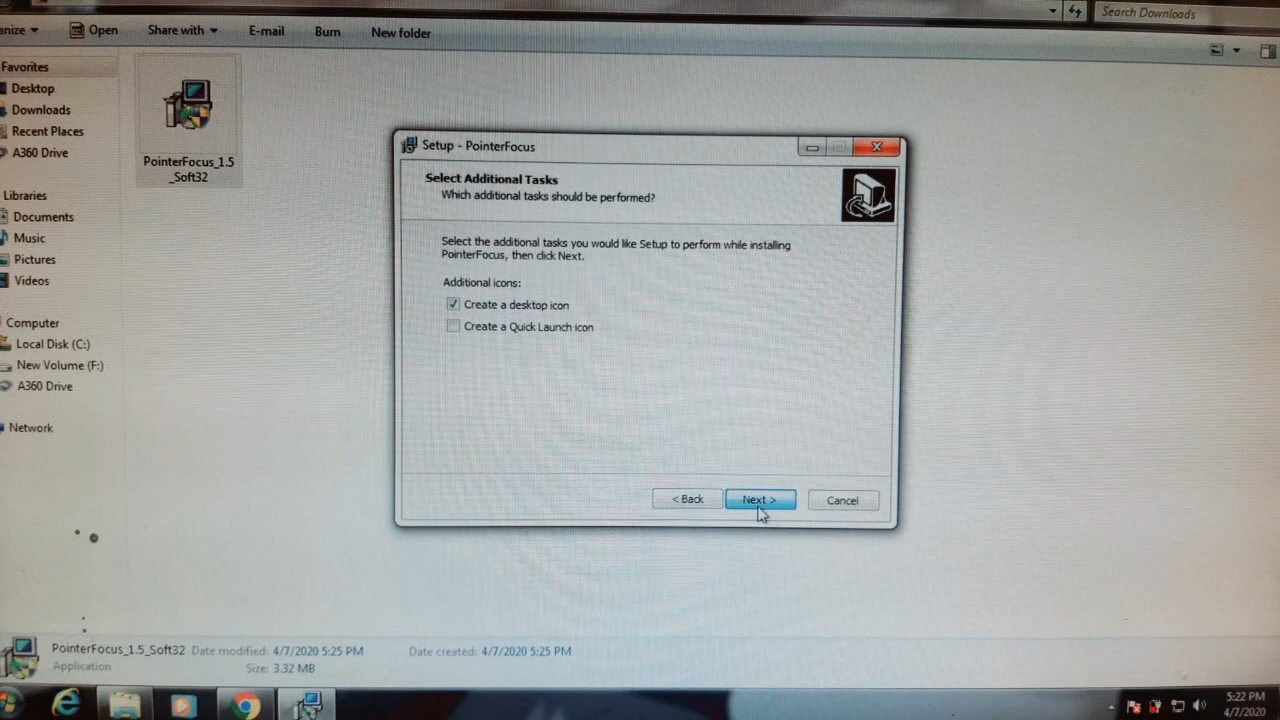 anize
Open
Share with
E-mail
Burn
New folder
Search Downloads
Favorites
Desktop
Downloads
Recent Places
A360 Drive
Libraries
Documents
Music
Pictures
Videos
Computer
Local Disk (C:)
New Volume (F:)
A360 Drive
Network
PointerFocus_1.5
_Soft32
Setup - PointerFocus
Select Additional Tasks
Which additional tasks should be performed?
Select the additional tasks you would like Setup to perform while installing
PointerFocus, then click Next.
Additional icons:
Create a desktop icon
Create a Quick Launch icon
< Back
Next >
Cancel
PointerFocus_1.5_Soft32 Date modified: 4/7/2020 5:25 PM Date created: 4/7/2020 5:25 PM
Application Size: 3.32 MB
5:22 PM
4/7/2020